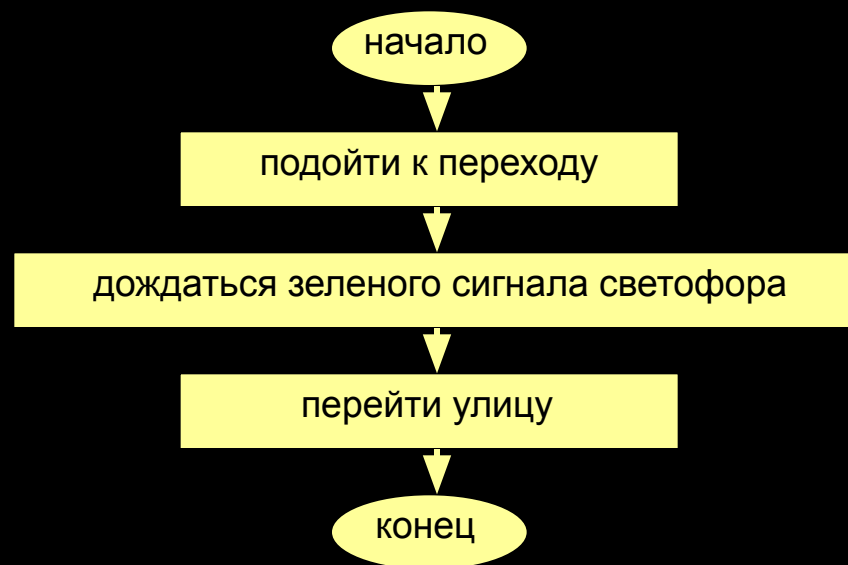 начало
подойти к переходу
дождаться зеленого сигнала светофора
перейти улицу
конец